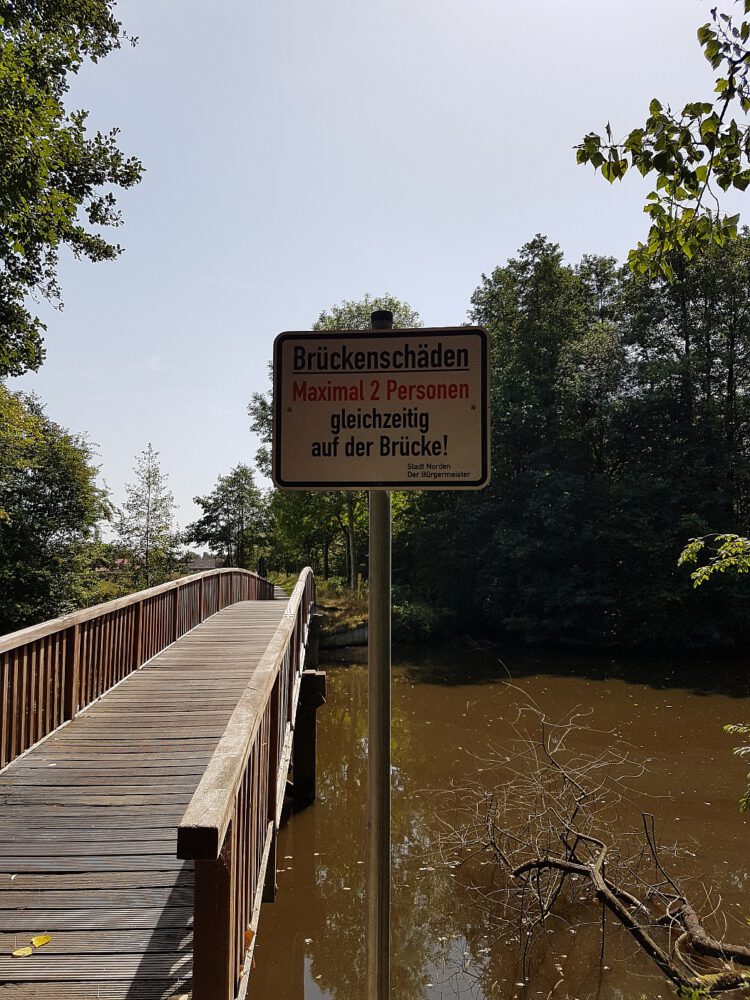 Brückenschäden
Maximal 2 Personen
gleichzeitig
auf der Brücke!
Stadt Norden
Der Bürgermeister